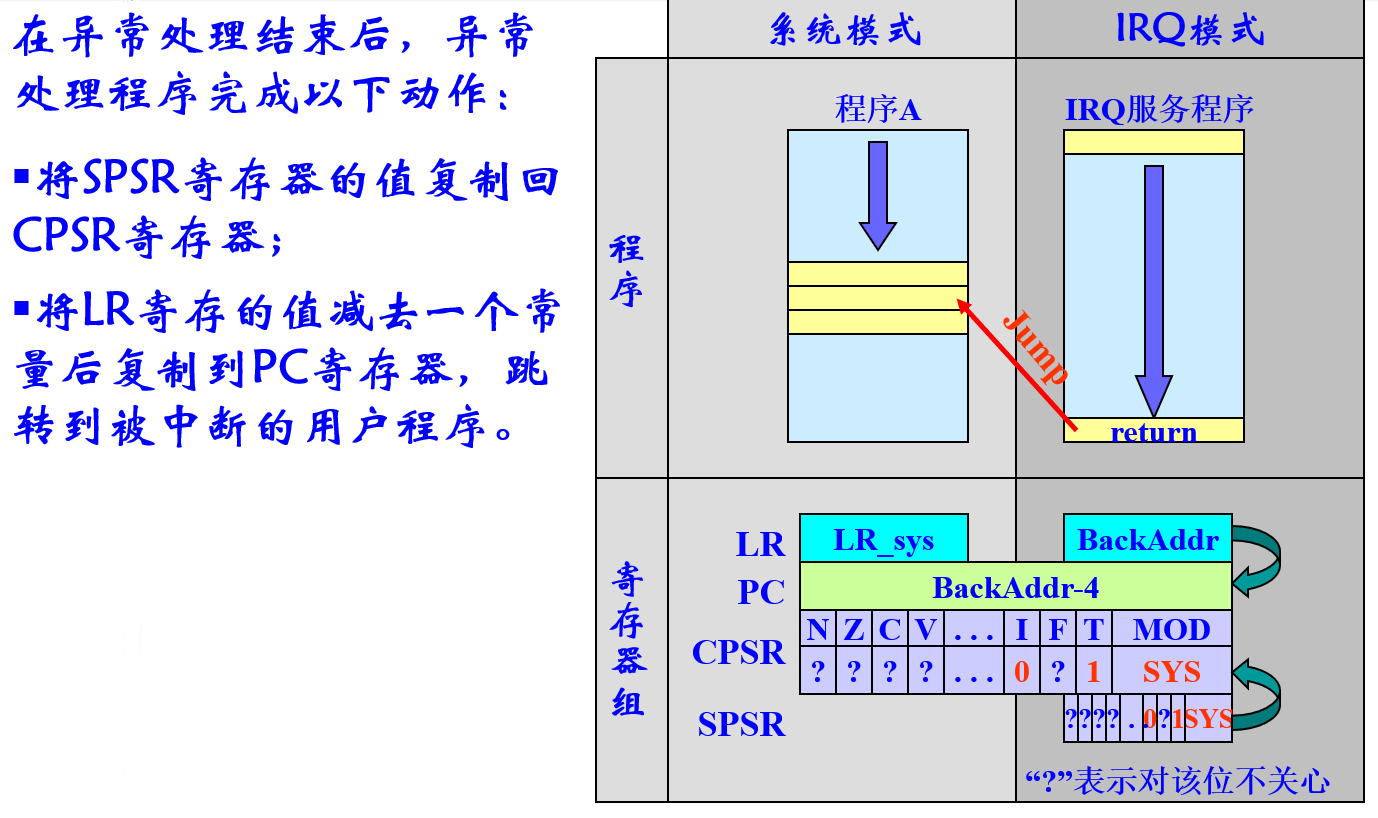 在异常处理结束后，异常
处理程序完成以下动作：
▪将SPSR寄存器的值复制回
CPSR寄存器；
▪将LR寄存的值减去一个常
量后复制到PC寄存器，跳
转到被中断的用户程序。
系统模式 IRQ模式
程序
程序A IRQ服务程序
Jump
return
寄存器组
LR LR_sys BackAddr
PC BackAddr-4
N Z C V ... I F T MOD
CPSR
? ? ? ? ... 0 ? 1 SYS
SPSR ???? . . 0?1SYS
“?”表示对该位不关心